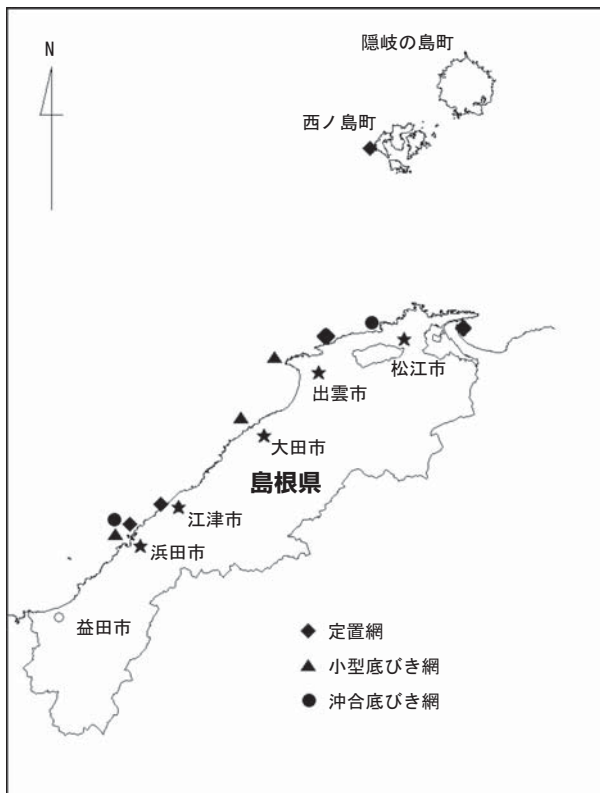 N
隠岐の島町
西ノ島町
松江市
出雲市
大田市
島根県
江津市
浜田市
益田市
定置網
小型底びき網
沖合底びき網